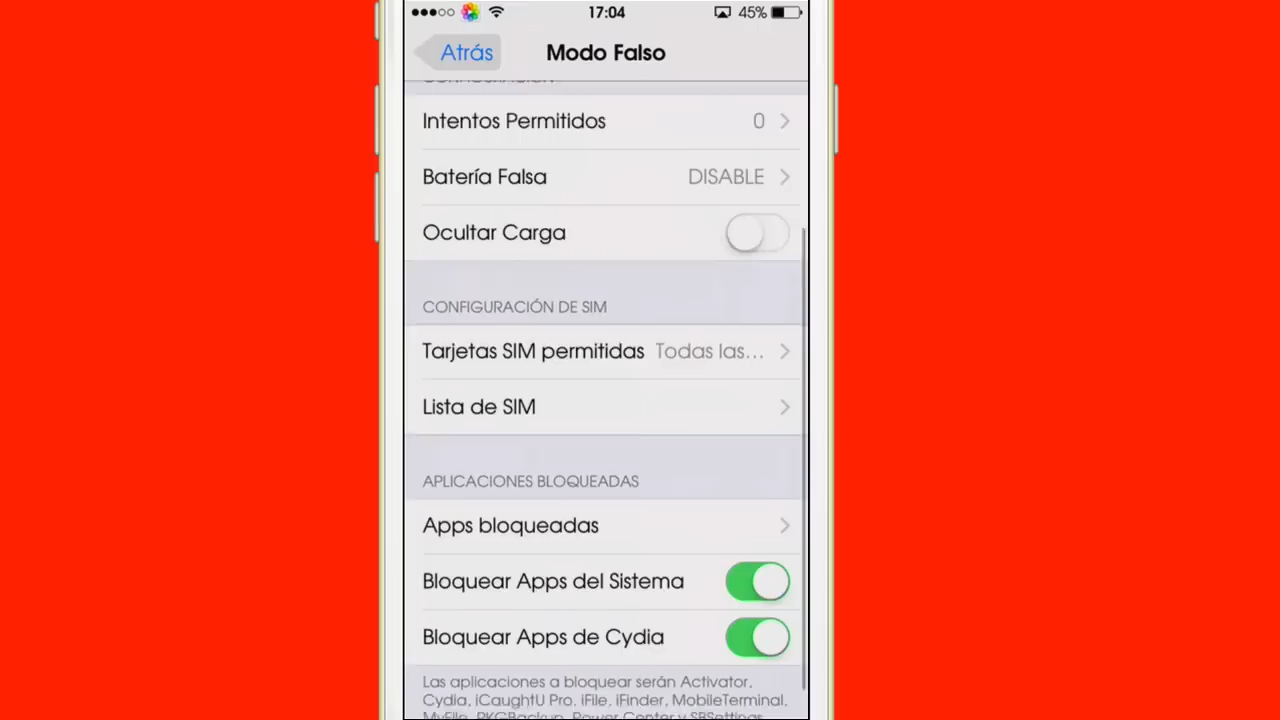 17:04 45%
Atrás Modo Falso
CONFIGURACIÓN
Intentos Permitidos 0
Batería Falsa DISABLE
Ocultar Carga
CONFIGURACIÓN DE SIM
Tarjetas SIM permitidas Todas las...
Lista de SIM
APLICACIONES BLOQUEADAS
Apps bloqueadas
Bloquear Apps del Sistema
Bloquear Apps de Cydia
Las aplicaciones a bloquear serán Activator,
Cydia, iCaughtU Pro, iFile, iFinder, MobileTerminal,
MyFile, PKGBackup, Power Center y SBSettings